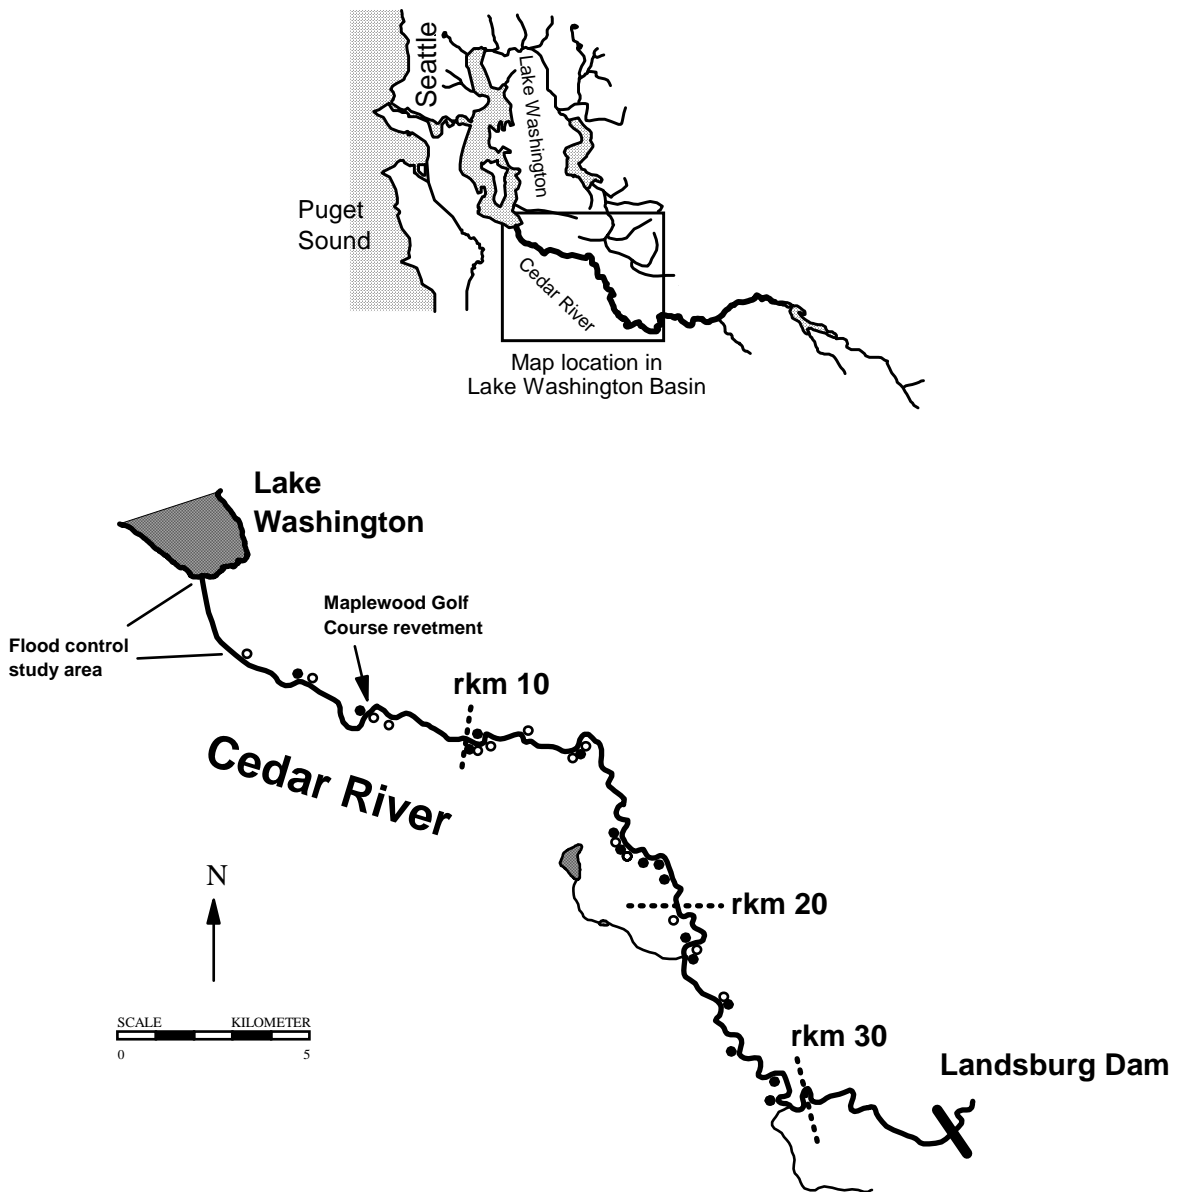 Seattle
Lake Washington
Puget
Sound
Cedar River
Map location in
Lake Washington Basin
Lake
Washington
Maplewood Golf
Course revetment
Flood control
study area
rkm 10
Cedar River
N
rkm 20
SCALE KILOMETER
0 5
rkm 30
Landsburg Dam